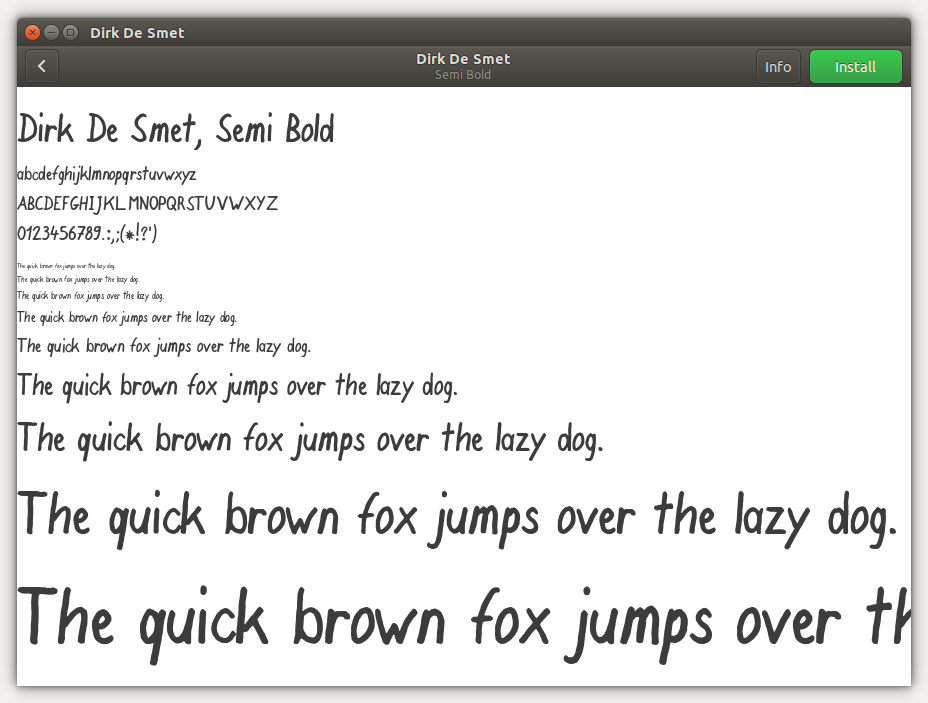 Dirk De Smet
Dirk De Smet
Semi Bold
Info
Install
Dirk De Smet, Semi Bold
abcdefghijklmnopqrstuvwxyz
ABCDEFGHIJKLMNOPQRSTUVWXYZ
0123456789.:,;(*!?')
The quick brown fox jumps over the lazy dog.
The quick brown fox jumps over the lazy dog.
The quick brown fox jumps over the lazy dog.
The quick brown fox jumps over the lazy dog.
The quick brown fox jumps over the lazy dog.
The quick brown fox jumps over the lazy dog.
The quick brown fox jumps over the lazy dog.
The quick brown fox jumps over the lazy dog.
The quick brown fox jumps over th